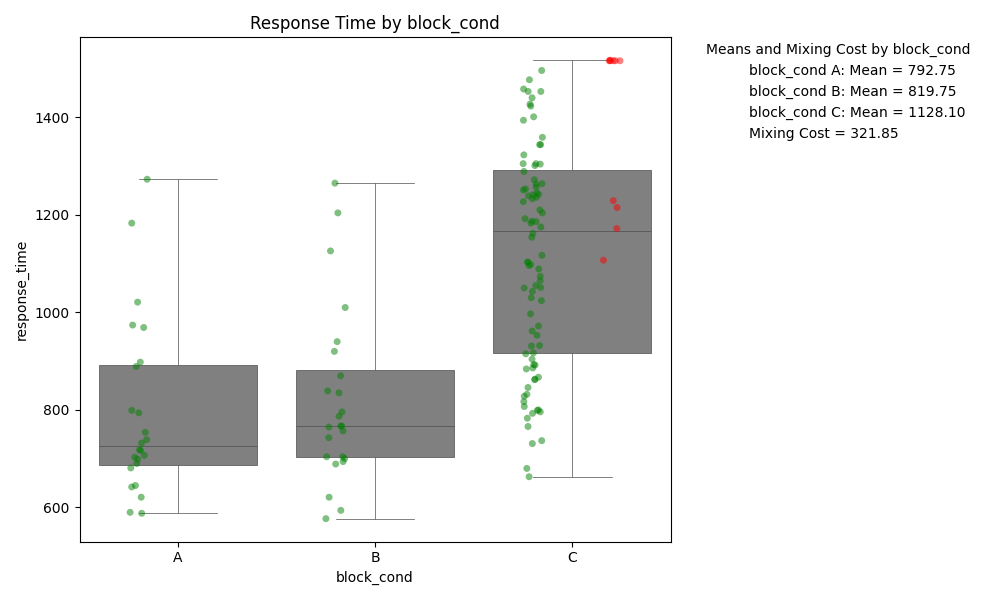 Response Time by block_cond
Means and Mixing Cost by block_cond
block_cond A: Mean = 792.75
block_cond B: Mean = 819.75
block_cond C: Mean = 1128.10
Mixing Cost = 321.85
response_time
1400
1200
1000
800
600
A
B
C
block_cond